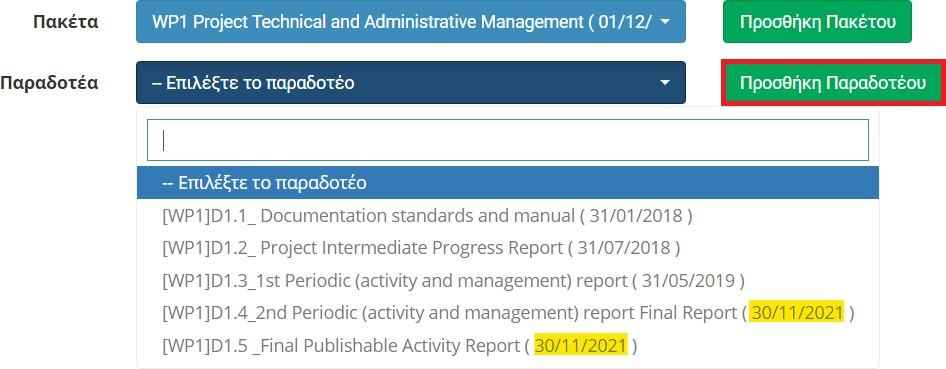 Πακέτα WP1 Project Technical and Administrative Management ( 01/12/ Προσθήκη Πακέτου
Παραδοτέα -- Επιλέξτε το παραδοτέο Προσθήκη Παραδοτέου
-- Επιλέξτε το παραδοτέο
[WP1]D1.1_ Documentation standards and manual ( 31/01/2018 )
[WP1]D1.2_ Project Intermediate Progress Report ( 31/07/2018 )
[WP1]D1.3_1st Periodic (activity and management) report ( 31/05/2019 )
[WP1]D1.4_2nd Periodic (activity and management) report Final Report ( 30/11/2021 )
[WP1]D1.5 _Final Publishable Activity Report ( 30/11/2021 )